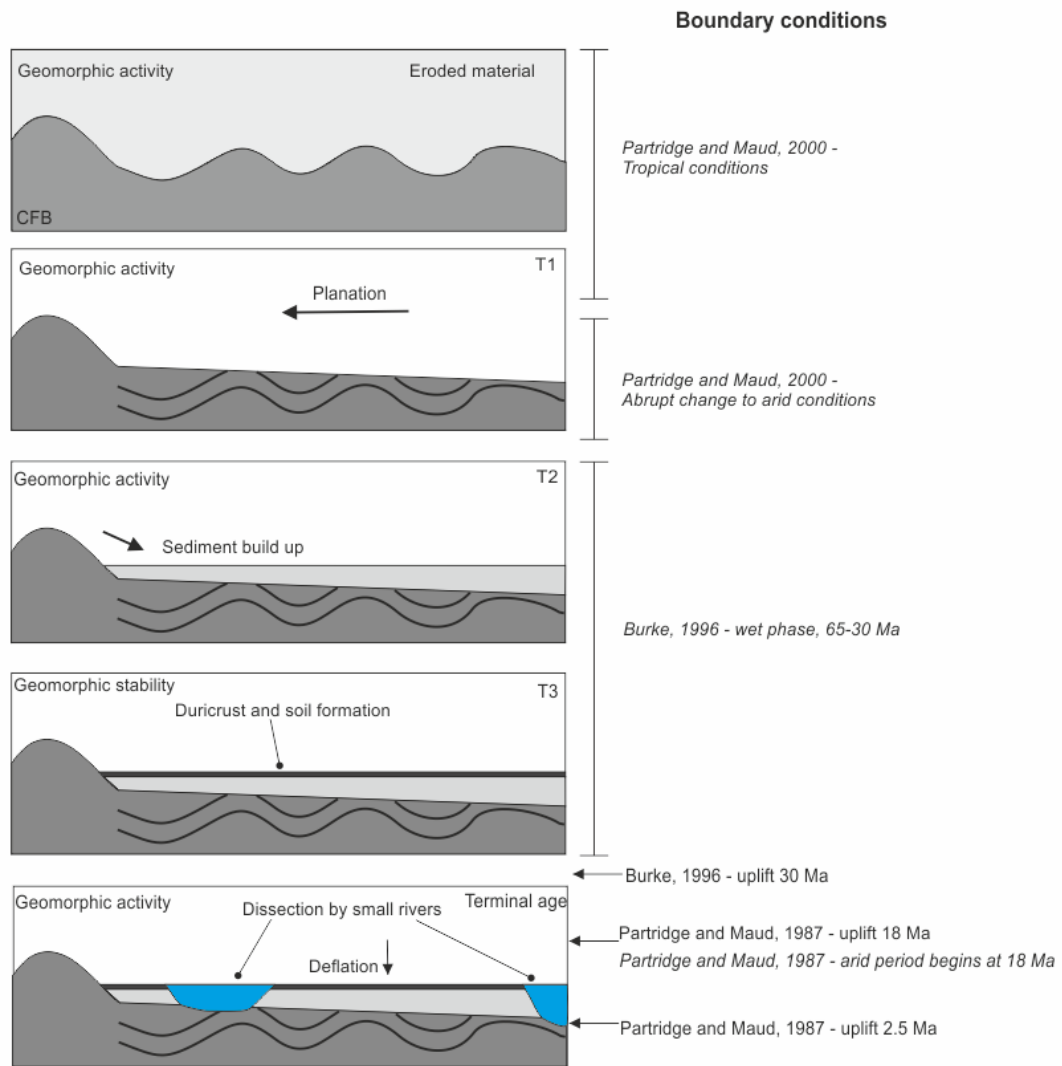 Boundary conditions
Geomorphic activity
Eroded material
CFB
Partridge and Maud, 2000 -
Tropical conditions
Geomorphic activity
T1
Planation
Partridge and Maud, 2000 -
Abrupt change to arid conditions
Geomorphic activity
T2
Sediment build up
Burke, 1996 - wet phase, 65-30 Ma
Geomorphic stability
T3
Duricrust and soil formation
Burke, 1996 - uplift 30 Ma
Geomorphic activity
Terminal age
Dissection by small rivers
Deflation
Partridge and Maud, 1987 - uplift 18 Ma
Partridge and Maud, 1987 - arid period begins at 18 Ma
Partridge and Maud, 1987 - uplift 2.5 Ma